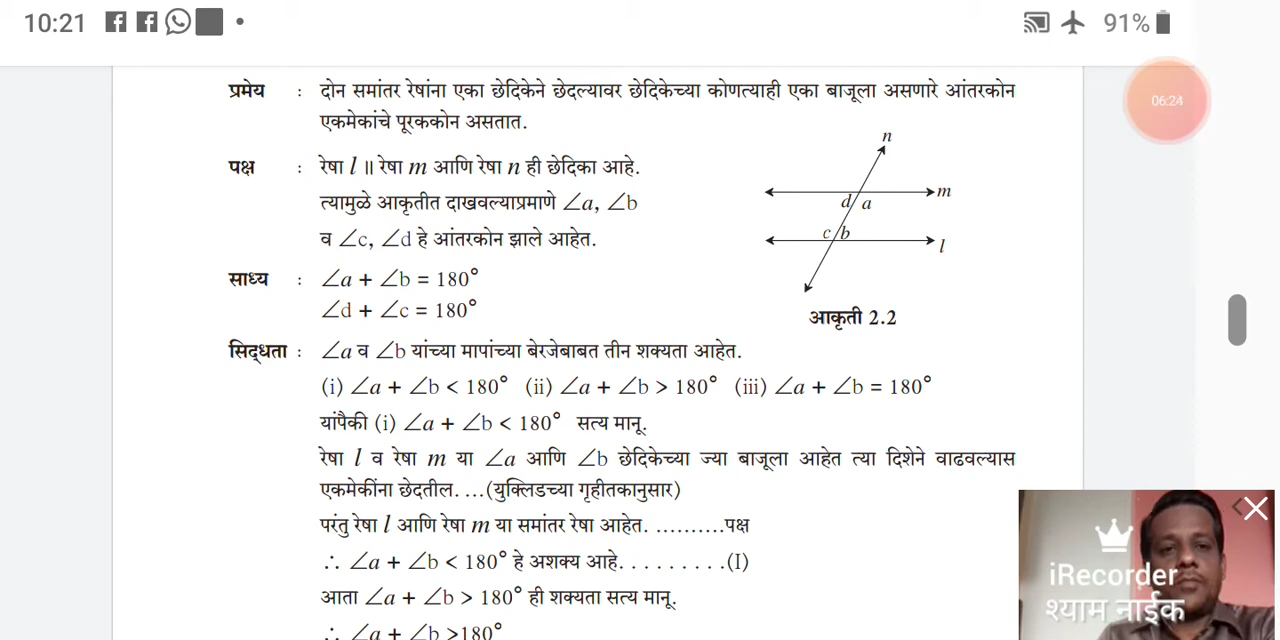 10:21
91%
06:24
प्रमेय : दोन समांतर रेषांना एका छेदिकेने छेदल्यावर छेदिकेच्या कोणत्याही एका बाजूला असणारे आंतरकोन
एकमेकांचे पूरककोन असतात.
पक्ष : रेषा l || रेषा m आणि रेषा n ही छेदिका आहे.
त्यामुळे आकृतीत दाखवल्याप्रमाणे ∠a, ∠b
व ∠c, ∠d हे आंतरकोन झाले आहेत.
n
m
d a
c b
l
आकृती 2.2
साध्य : ∠a + ∠b = 180°
∠d + ∠c = 180°
सिद्धता : ∠a व ∠b यांच्या मापांच्या बेरजेबाबत तीन शक्यता आहेत.
(i) ∠a + ∠b < 180° (ii) ∠a + ∠b > 180° (iii) ∠a + ∠b = 180°
यांपैकी (i) ∠a + ∠b < 180° सत्य मानू.
रेषा l व रेषा m या ∠a आणि ∠b छेदिकेच्या ज्या बाजूला आहेत त्या दिशेने वाढवल्यास
एकमेकींना छेदतील. ...(युक्लिडच्या गृहीतकानुसार)
परंतु रेषा l आणि रेषा m या समांतर रेषा आहेत. ..........पक्ष
∴ ∠a + ∠b < 180° हे अशक्य आहे. . . . . . . . .(I)
आता ∠a + ∠b > 180° ही शक्यता सत्य मानू.
∴ ∠a + ∠b >180°
iRecorder
श्याम नाईक